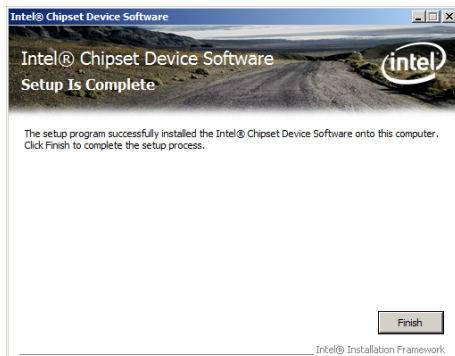 Intel® Chipset Device Software
Intel® Chipset Device Software
Setup Is Complete
intel®
The setup program successfully installed the Intel® Chipset Device Software onto this computer.
Click Finish to complete the setup process.
Finish
Intel® Installation Framework